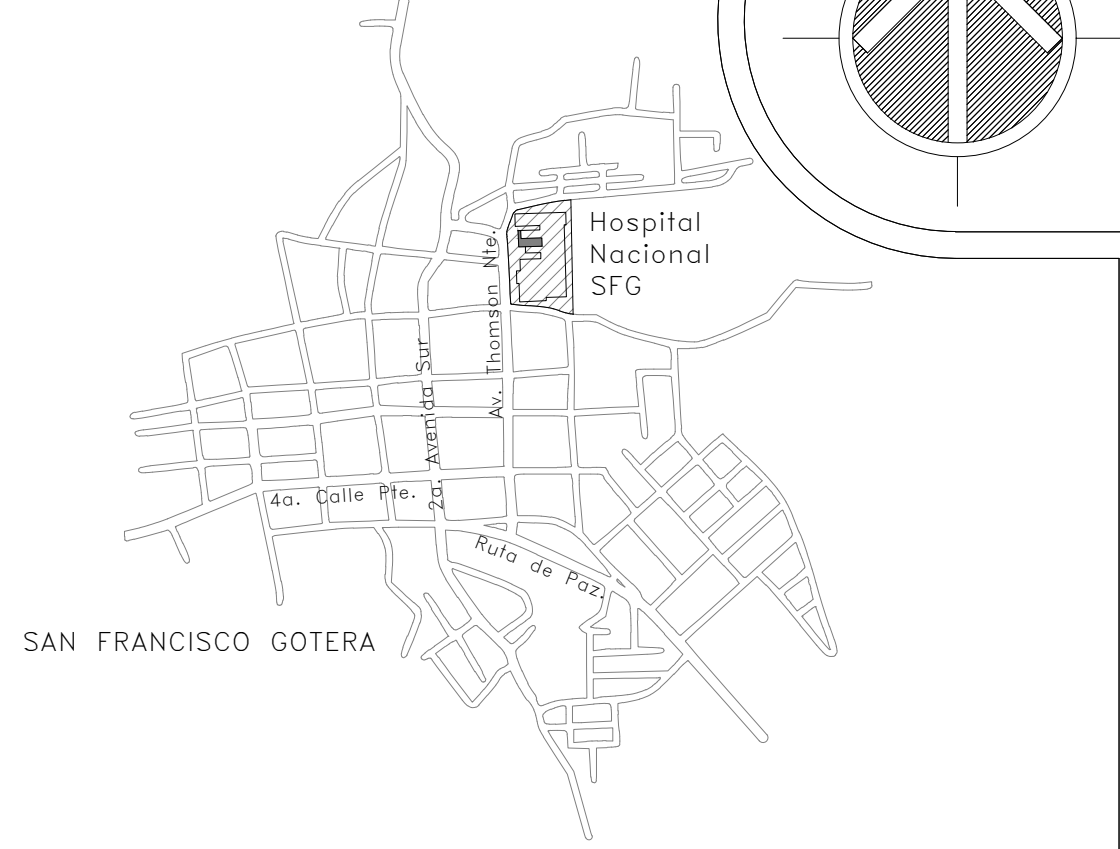 Hospital
Nacional
SFG
Av. Thomson Nte.
2a. Avenida Sur
4a. Calle Pte.
Ruta de Paz.
SAN FRANCISCO GOTERA